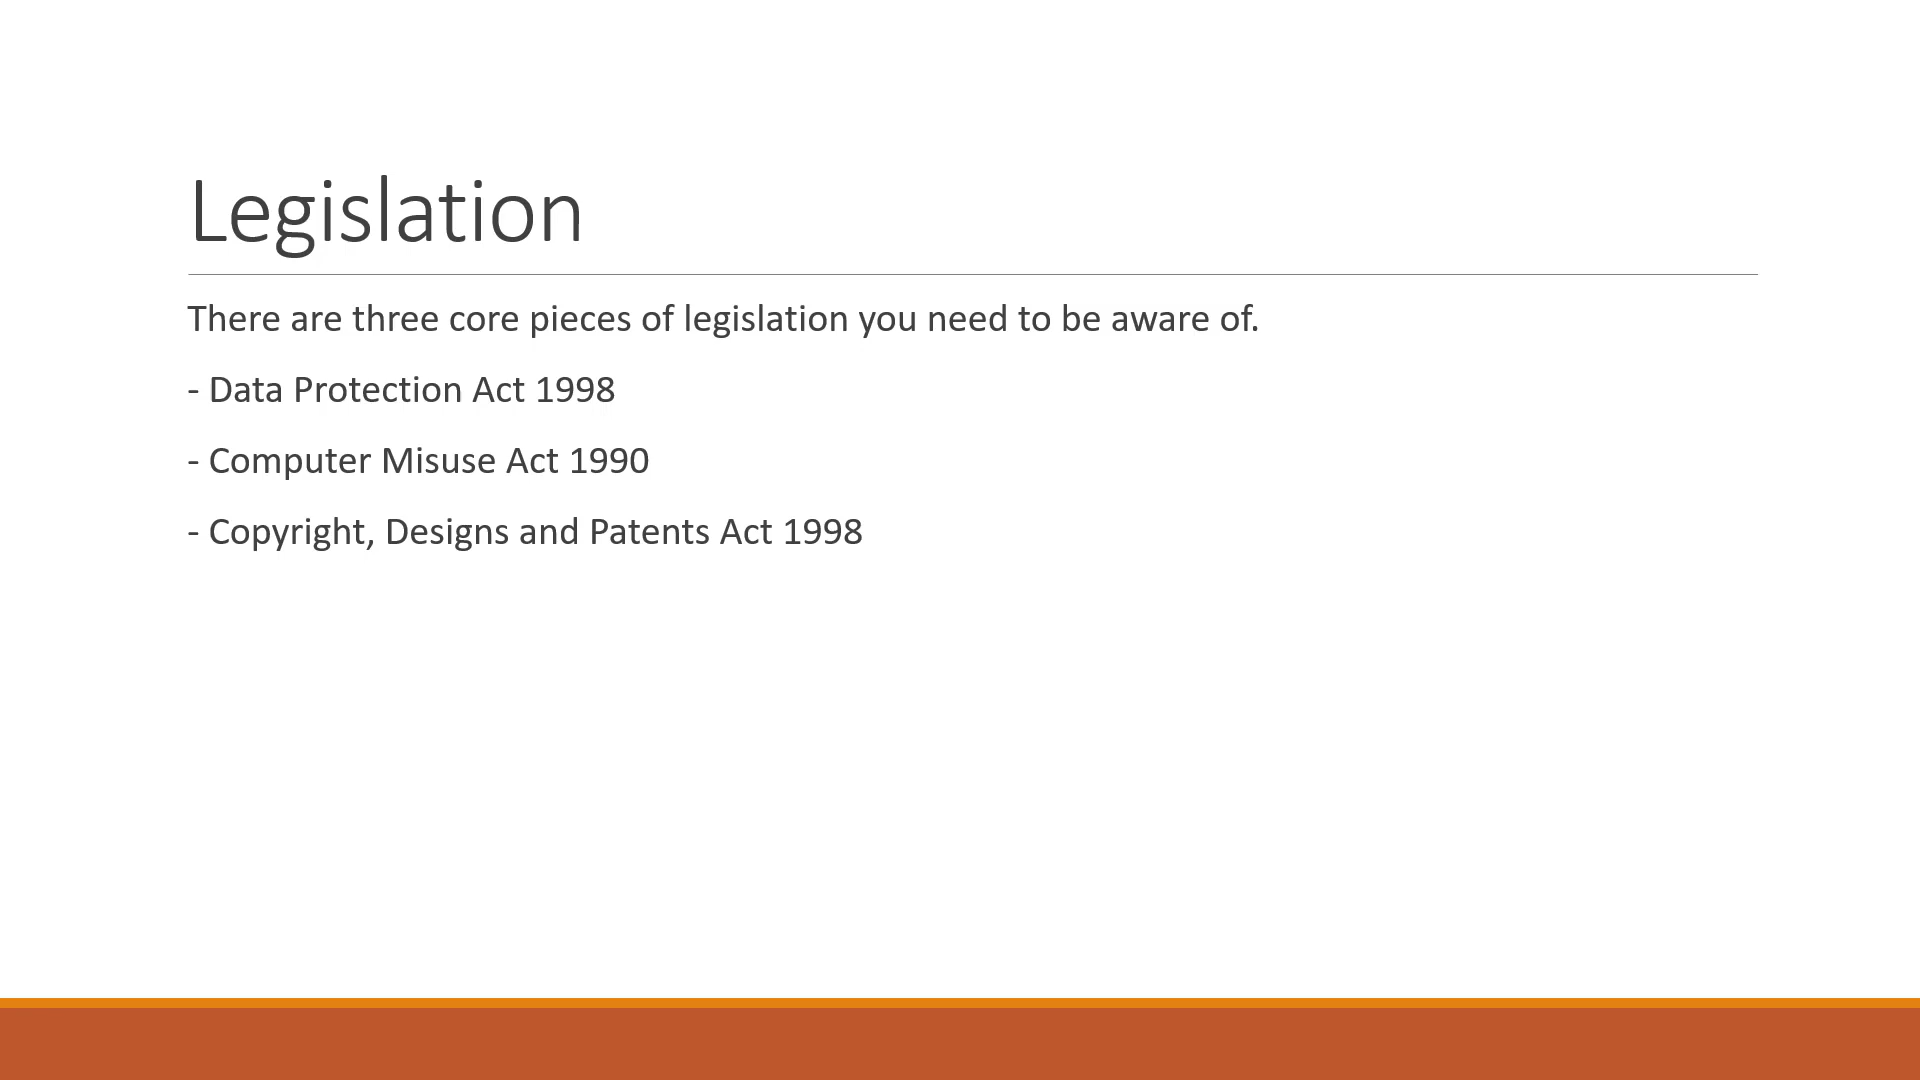 Legislation
There are three core pieces of legislation you need to be aware of.
- Data Protection Act 1998
- Computer Misuse Act 1990
- Copyright, Designs and Patents Act 1998